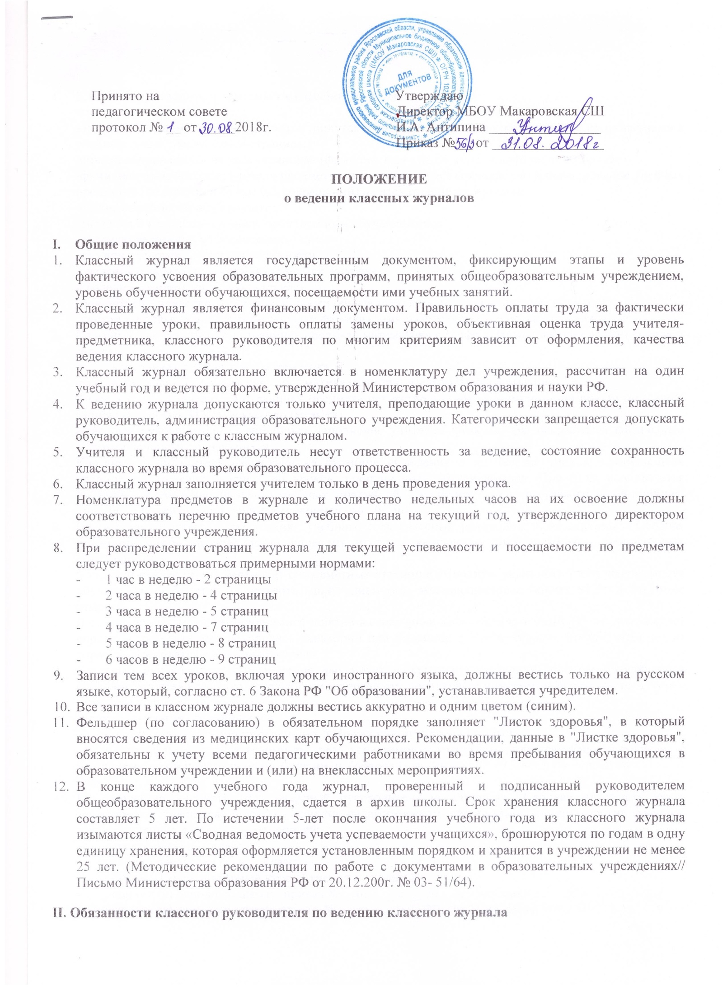 Принято на
педагогическом совете
протокол № 1 от 30.08.2018г.
Утверждаю
Директор МБОУ Макаровская СШ
И.А. Антипина
Приказ №56/з от 31.08. 2018г
ДЛЯ
ДОКУМЕНТОВ
ПОЛОЖЕНИЕ
о ведении классных журналов
I. Общие положения
1. Классный журнал является государственным документом, фиксирующим этапы и уровень
фактического усвоения образовательных программ, принятых общеобразовательным учреждением,
уровень обученности обучающихся, посещаемости ими учебных занятий.
2. Классный журнал является финансовым документом. Правильность оплаты труда за фактически
проведенные уроки, правильность оплаты замены уроков, объективная оценка труда учителя-
предметника, классного руководителя по многим критериям зависит от оформления, качества
ведения классного журнала.
3. Классный журнал обязательно включается в номенклатуру дел учреждения, рассчитан на один
учебный год и ведется по форме, утвержденной Министерством образования и науки РФ.
4. К ведению журнала допускаются только учителя, преподающие уроки в данном классе, классный
руководитель, администрация образовательного учреждения. Категорически запрещается допускать
обучающихся к работе с классным журналом.
5. Учителя и классный руководитель несут ответственность за ведение, состояние сохранность
классного журнала во время образовательного процесса.
6. Классный журнал заполняется учителем только в день проведения урока.
7. Номенклатура предметов в журнале и количество недельных часов на их освоение должны
соответствовать перечню предметов учебного плана на текущий год, утвержденного директором
образовательного учреждения.
8. При распределении страниц журнала для текущей успеваемости и посещаемости по предметам
следует руководствоваться примерными нормами:
- 1 час в неделю - 2 страницы
- 2 часа в неделю - 4 страницы
- 3 часа в неделю - 5 страниц
- 4 часа в неделю - 7 страниц
- 5 часов в неделю - 8 страниц
- 6 часов в неделю - 9 страниц
9. Записи тем всех уроков, включая уроки иностранного языка, должны вестись только на русском
языке, который, согласно ст. 6 Закона РФ "Об образовании", устанавливается учредителем.
10. Все записи в классном журнале должны вестись аккуратно и одним цветом (синим).
11. Фельдшер (по согласованию) в обязательном порядке заполняет "Листок здоровья", в который
вносятся сведения из медицинских карт обучающихся. Рекомендации, данные в "Листке здоровья",
обязательны к учету всеми педагогическими работниками во время пребывания обучающихся в
образовательном учреждении и (или) на внеклассных мероприятиях.
12. В конце каждого учебного года журнал, проверенный и подписанный руководителем
общеобразовательного учреждения, сдается в архив школы. Срок хранения классного журнала
составляет 5 лет. По истечении 5-лет после окончания учебного года из классного журнала
изымаются листы «Сводная ведомость учета успеваемости учащихся», брошюруются по годам в одну
единицу хранения, которая оформляется установленным порядком и хранится в учреждении не менее
25 лет. (Методические рекомендации по работе с документами в образовательных учреждениях//
Письмо Министерства образования РФ от 20.12.200г. № 03- 51/64).
II. Обязанности классного руководителя по ведению классного журнала